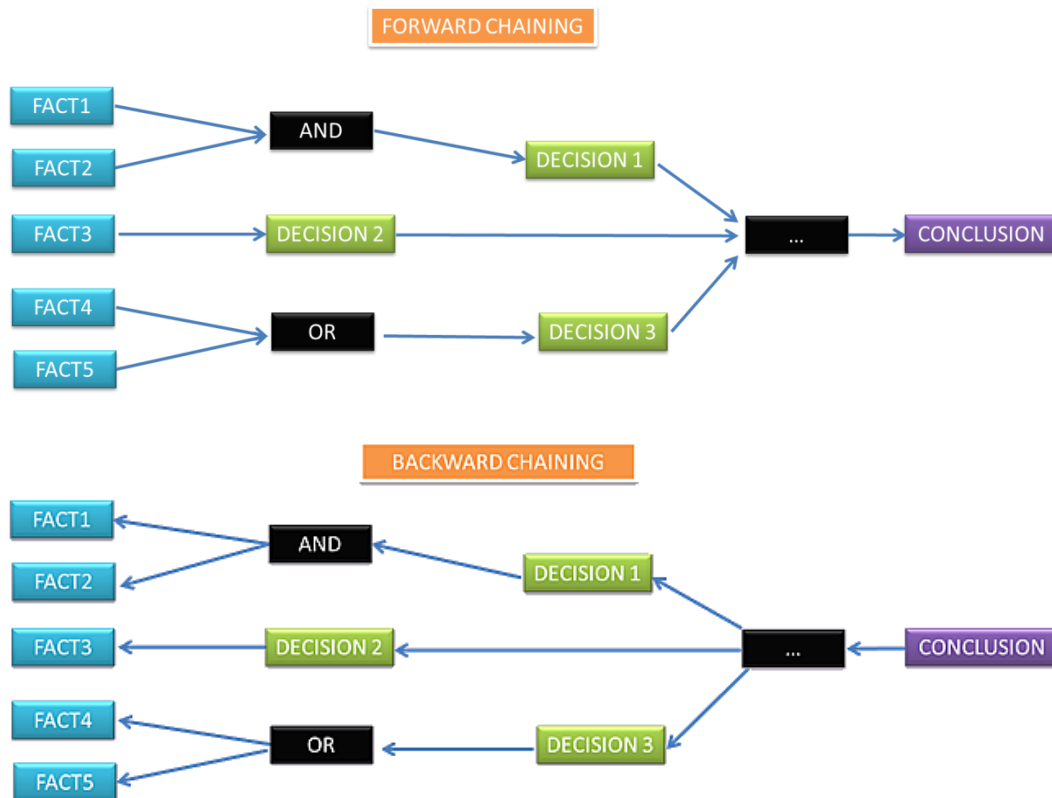 FORWARD CHAINING
FACT1
AND
FACT2
DECISION 1
FACT3
DECISION 2
...
CONCLUSION
FACT4
OR
DECISION 3
FACT5
BACKWARD CHAINING
FACT1
AND
FACT2
DECISION 1
FACT3
DECISION 2
...
CONCLUSION
FACT4
OR
DECISION 3
FACT5